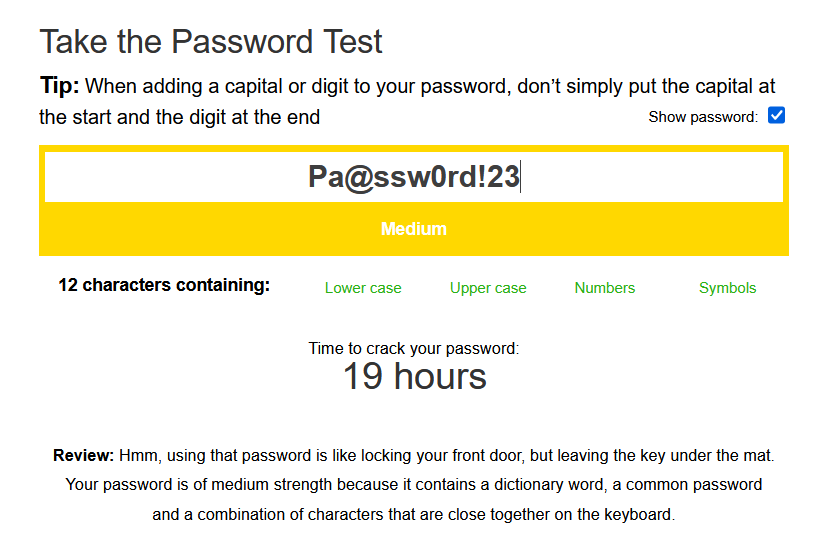 Take the Password Test
Tip: When adding a capital or digit to your password, don’t simply put the capital at
the start and the digit at the end
Show password:
Pa@ssw0rd!23
Medium
12 characters containing:
Lower case
Upper case
Numbers
Symbols
Time to crack your password:
19 hours
Review: Hmm, using that password is like locking your front door, but leaving the key under the mat.
Your password is of medium strength because it contains a dictionary word, a common password
and a combination of characters that are close together on the keyboard.